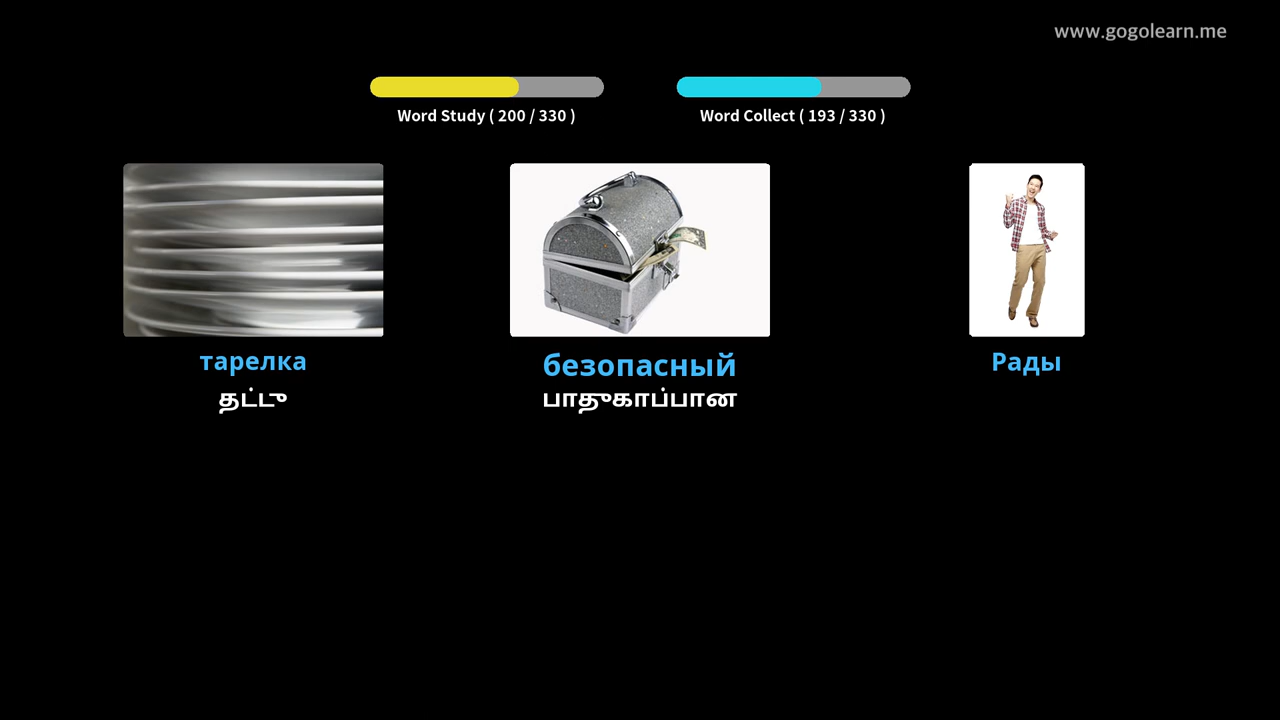 www.gogolearn.me
Word Study ( 200 / 330 )
Word Collect ( 193 / 330 )
тарелка
தட்டு
безопасный
பாதுகாப்பான
Рады